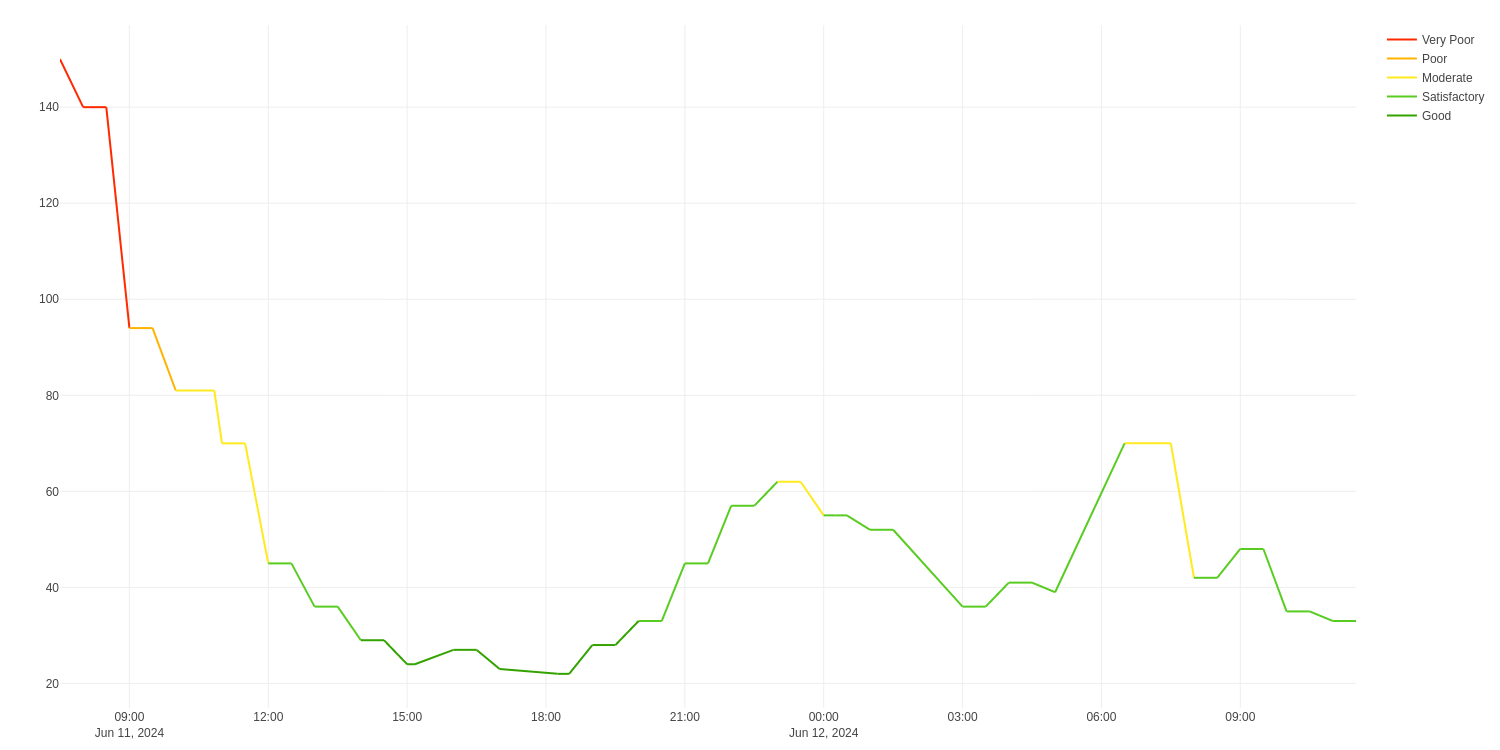 Very Poor
Poor
Moderate
Satisfactory
Good
140
120
100
80
60
40
20
09:00
Jun 11, 2024
12:00
15:00
18:00
21:00
00:00
Jun 12, 2024
03:00
06:00
09:00